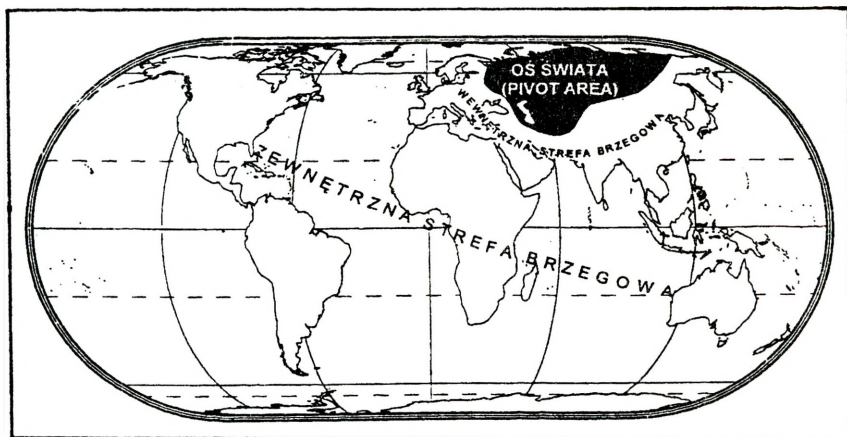 OŚ ŚWIATA
(PIVOT AREA)
WEWNĘTRZNA STREFA BRZEGOWA
ZEWNĘTRZNA STREFA BRZEGOWA